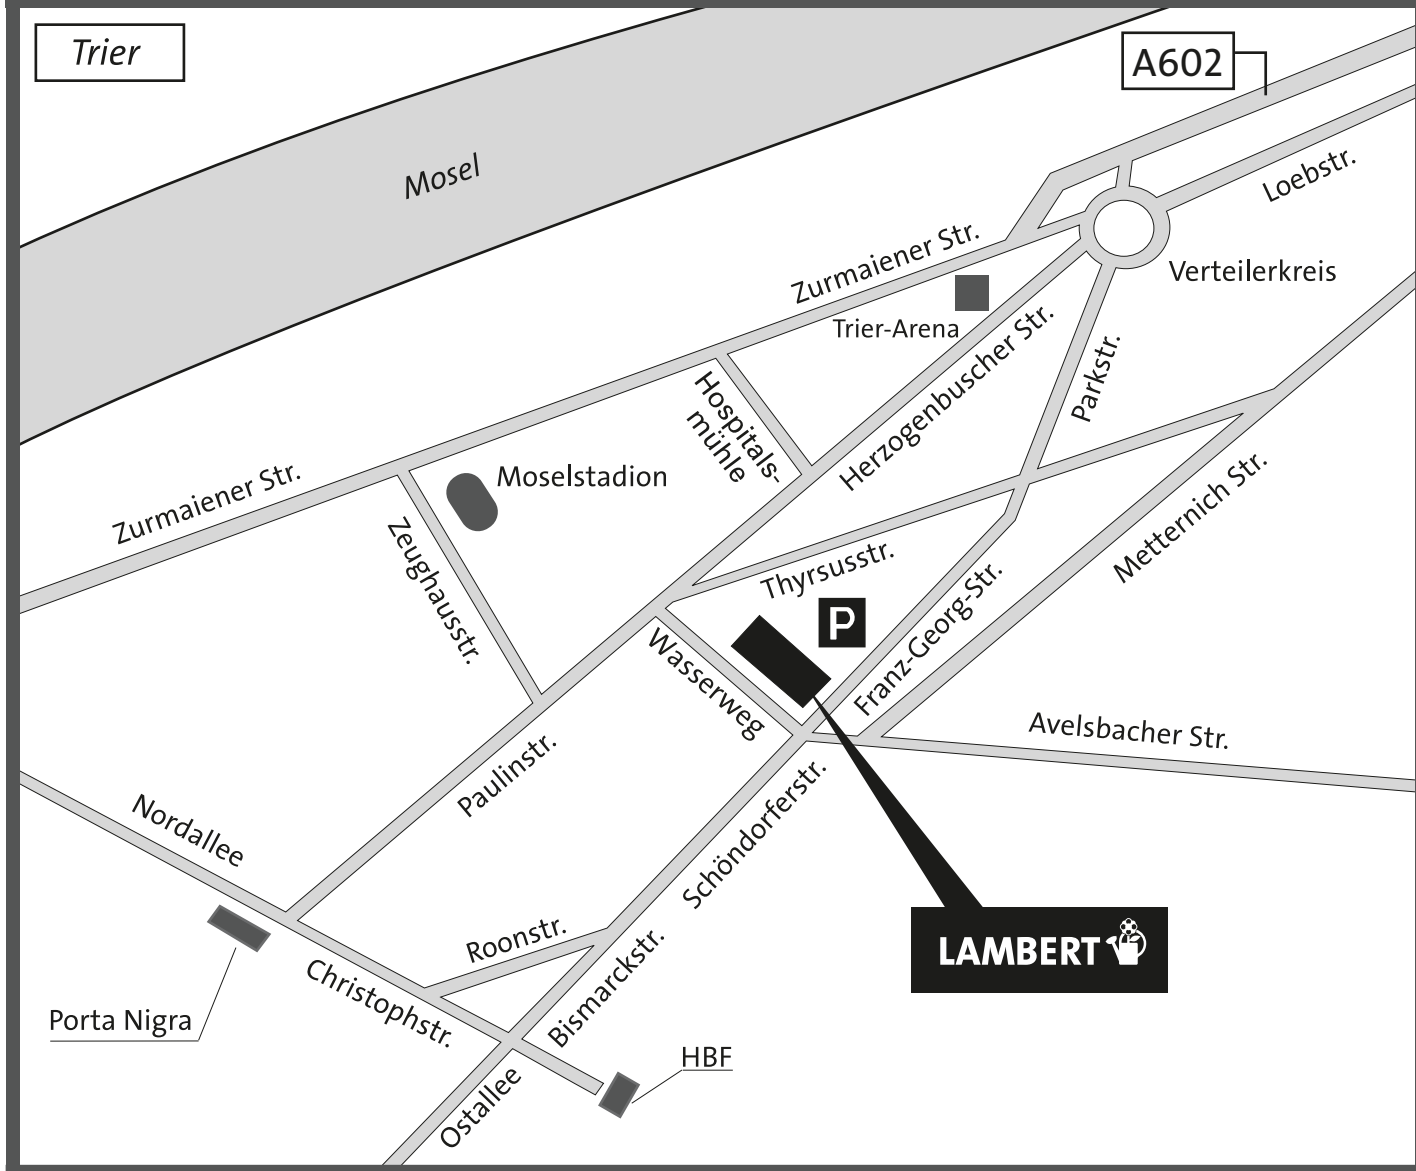 Trier
A602
Mosel
Loebstr.
Zurmaiener Str.
Verteilerkreis
Trier-Arena
Herzogenbuscher Str.
Parkstr.
Hospitals-
mühle
Moselstadion
Zurmaiener Str.
Zeughausstr.
Thyrsusstr.
P
Metternich Str.
Franz-Georg-Str.
Wasserweg
Avelsbacher Str.
Paulinstr.
Schöndorferstr.
Nordallee
LAMBERT
Roonstr.
Bismarckstr.
Christophstr.
Porta Nigra
HBF
Ostallee